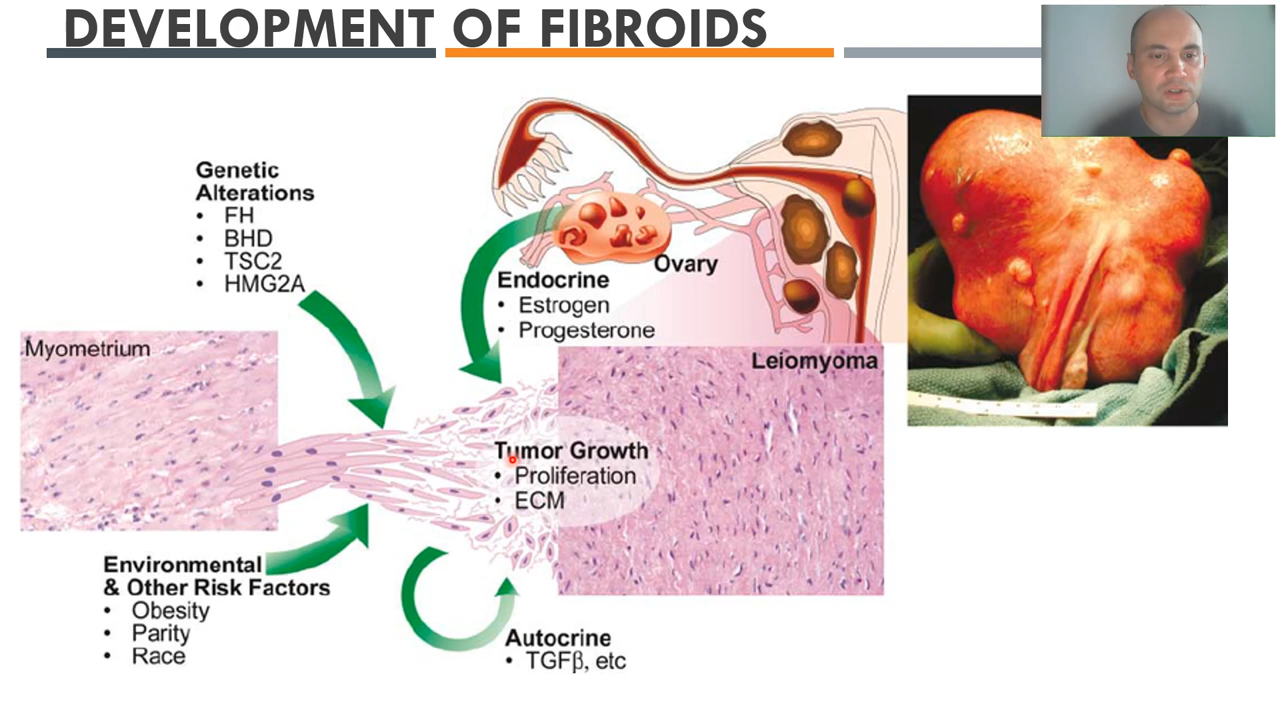 DEVELOPMENT OF FIBROIDS
Genetic
Alterations
• FH
• BHD
• TSC2
• HMG2A
Ovary
Endocrine
• Estrogen
• Progesterone
Myometrium
Leiomyoma
Tumor Growth
• Proliferation
• ECM
Environmental
& Other Risk Factors
• Obesity
• Parity
• Race
Autocrine
• TGFβ, etc